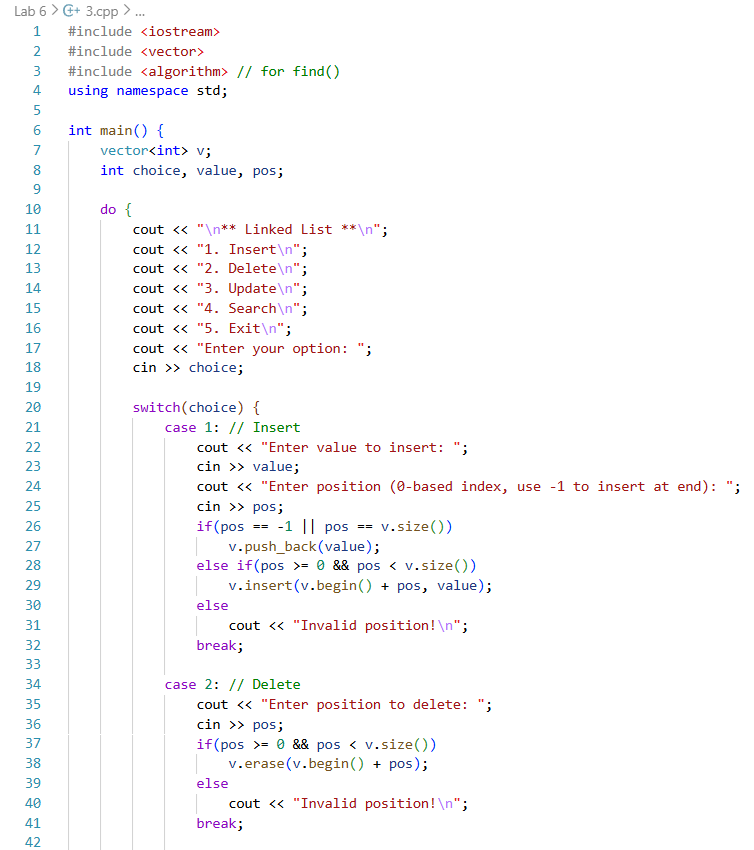 Lab 6 > C++ 3.cpp > ...
1 #include <iostream>
2 #include <vector>
3 #include <algorithm> // for find()
4 using namespace std;
5
6 int main() {
7     vector<int> v;
8     int choice, value, pos;
9
10     do {
11         cout << "\n** Linked List **\n";
12         cout << "1. Insert\n";
13         cout << "2. Delete\n";
14         cout << "3. Update\n";
15         cout << "4. Search\n";
16         cout << "5. Exit\n";
17         cout << "Enter your option: ";
18         cin >> choice;
19
20         switch(choice) {
21             case 1: // Insert
22                 cout << "Enter value to insert: ";
23                 cin >> value;
24                 cout << "Enter position (0-based index, use -1 to insert at end): ";
25                 cin >> pos;
26                 if(pos == -1 || pos == v.size())
27                     v.push_back(value);
28                 else if(pos >= 0 && pos < v.size())
29                     v.insert(v.begin() + pos, value);
30                 else
31                     cout << "Invalid position!\n";
32                 break;
33
34             case 2: // Delete
35                 cout << "Enter position to delete: ";
36                 cin >> pos;
37                 if(pos >= 0 && pos < v.size())
38                     v.erase(v.begin() + pos);
39                 else
40                     cout << "Invalid position!\n";
41                 break;
42